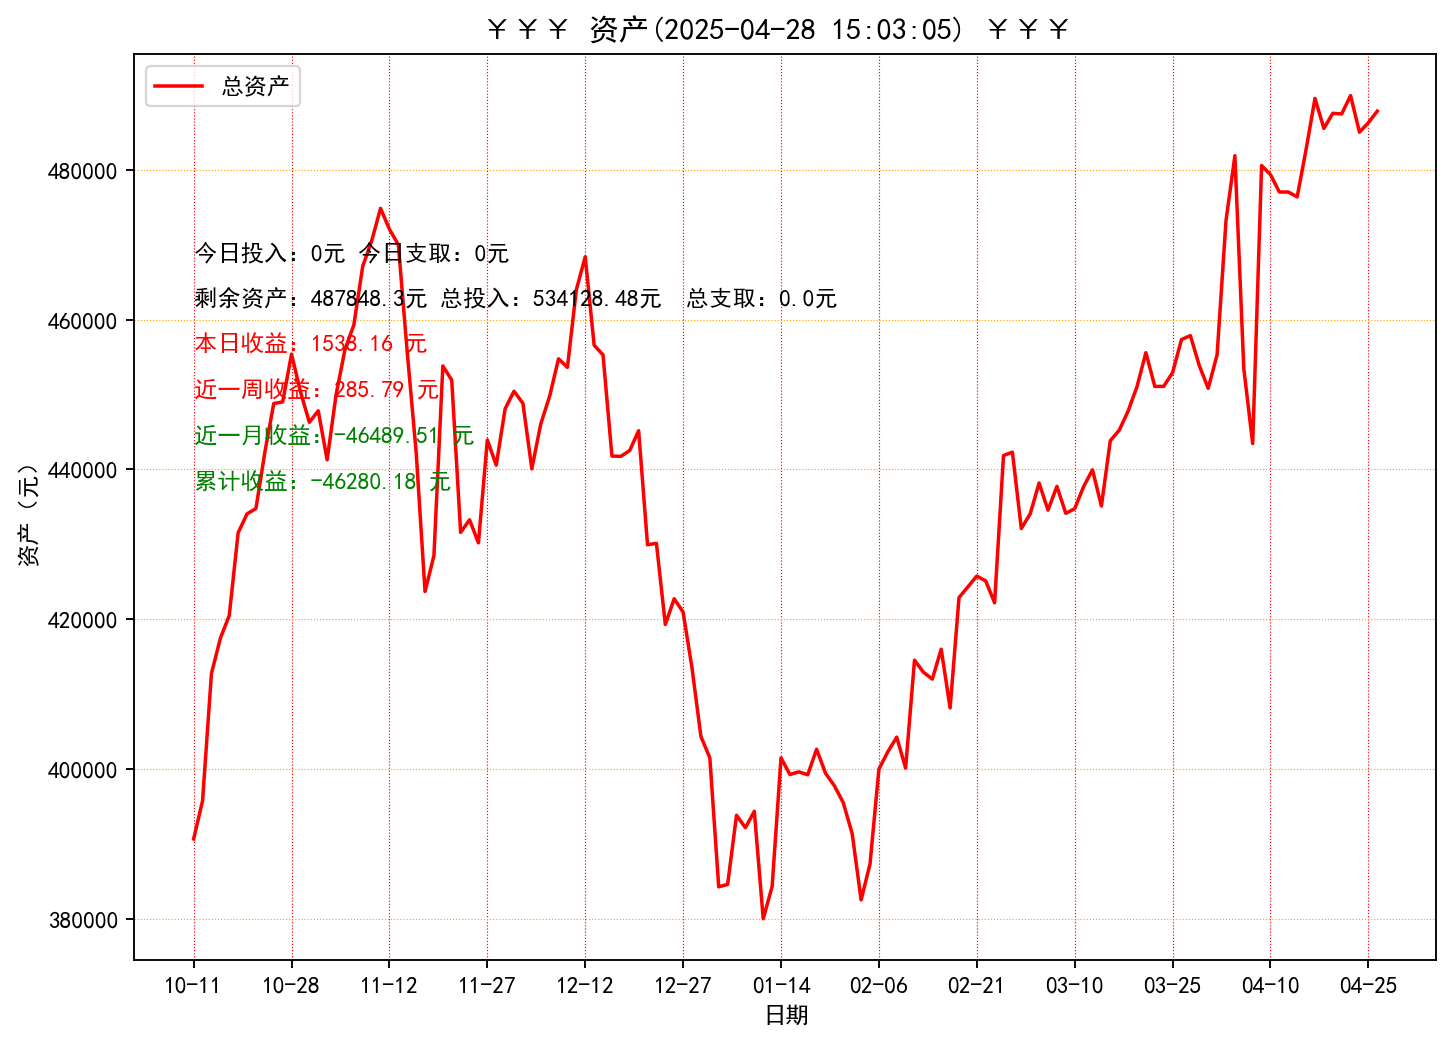 ￥￥￥ 资产(2025-04-28 15:03:05) ￥￥￥
总资产
480000
460000
440000
420000
400000
380000
资产（元）
今日投入：0元 今日支取：0元
剩余资产：487848.3元 总投入：534128.48元  总支取：0.0元
本日收益：1538.16 元
近一周收益：285.79 元
近一月收益：-46489.51 元
累计收益：-46280.18 元
10-11 10-28 11-12 11-27 12-12 12-27 01-14 02-06 02-21 03-10 03-25 04-10 04-25
日期